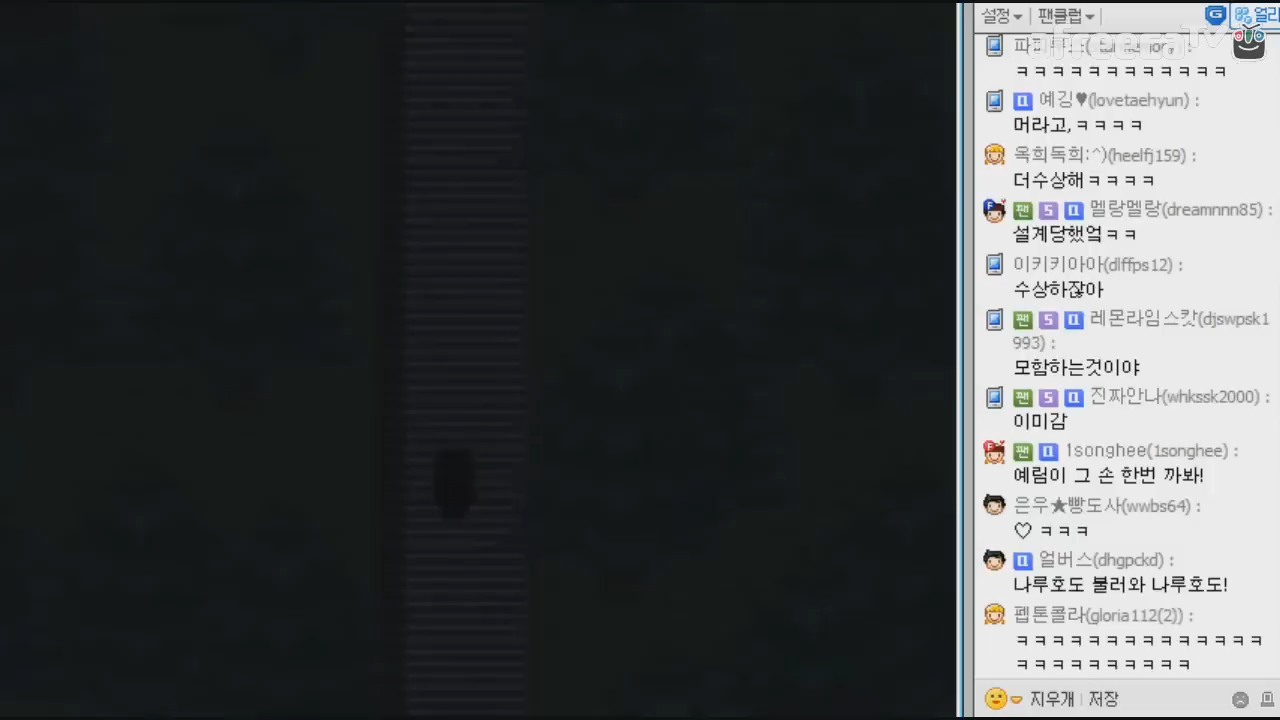 설정 팬클럽 얼리
afreecaTV
ㅋㅋㅋㅋㅋㅋㅋㅋㅋㅋㅋㅋ
예깅♥(lovetaehyun) :
머라고,ㅋㅋㅋㅋ
옥희독희:^)(heelfj159) :
더수상해ㅋㅋㅋㅋ
팬 S 멜랑멜랑(dreamnnn85) :
설계당했엌ㅋㅋ
이키키아아(dlffps12) :
수상하잖아
팬 S 레몬라임스캇(djswpsk1
993) :
모함하는것이야
팬 S 진짜안나(whkssk2000) :
이미감
팬 1songhee(1songhee) :
예림이 그 손 한번 까봐!
은우★빵도사(wwbs64) :
♡ ㅋㅋㅋ
얼버스(dhgpckd) :
나루호도 불러와 나루호도!
펩톤콜라(gloria112(2)) :
ㅋㅋㅋㅋㅋㅋㅋㅋㅋㅋㅋㅋㅋㅋ
ㅋㅋㅋㅋㅋㅋㅋㅋㅋㅋ
지우개 저장